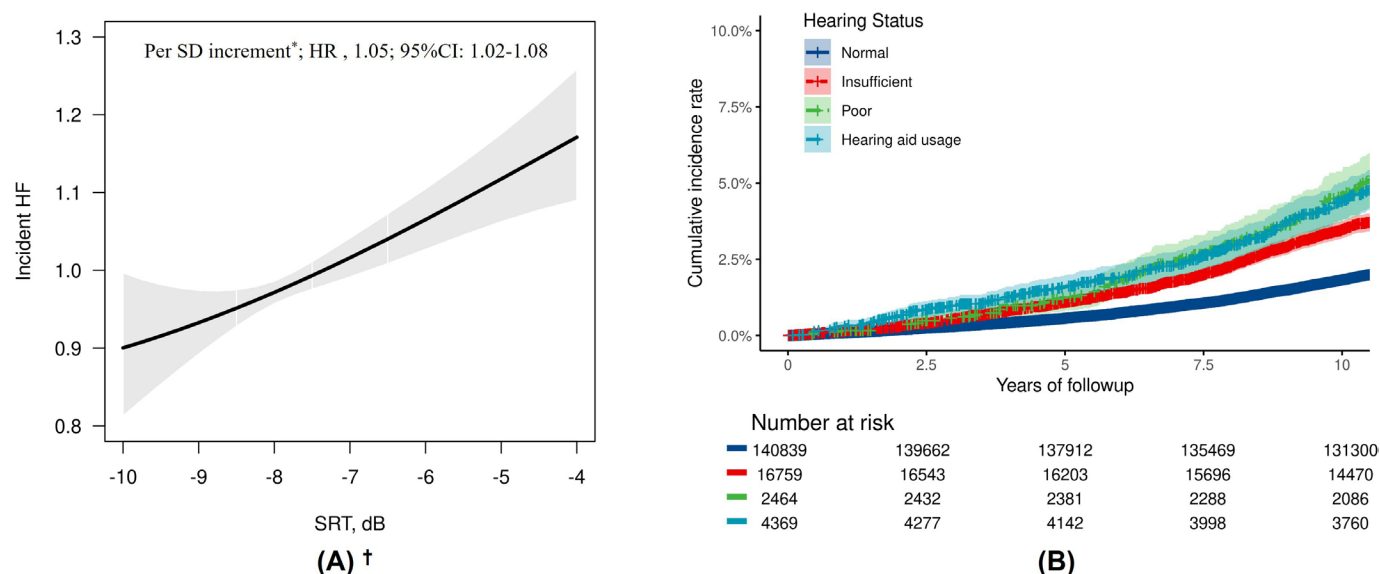 Per SD increment*; HR , 1.05; 95%CI: 1.02-1.08
1.3
1.2
1.1
1.0
0.9
0.8
Incident HF
-10 -9 -8 -7 -6 -5 -4
SRT, dB
(A) †
Hearing Status
Normal
Insufficient
Poor
Hearing aid usage
10.0%
7.5%
5.0%
2.5%
0.0%
Cumulative incidence rate
0 2.5 5 7.5 10
Years of followup
Number at risk
140839 139662 137912 135469 131300
16759 16543 16203 15696 14470
2464 2432 2381 2288 2086
4369 4277 4142 3998 3760
(B)